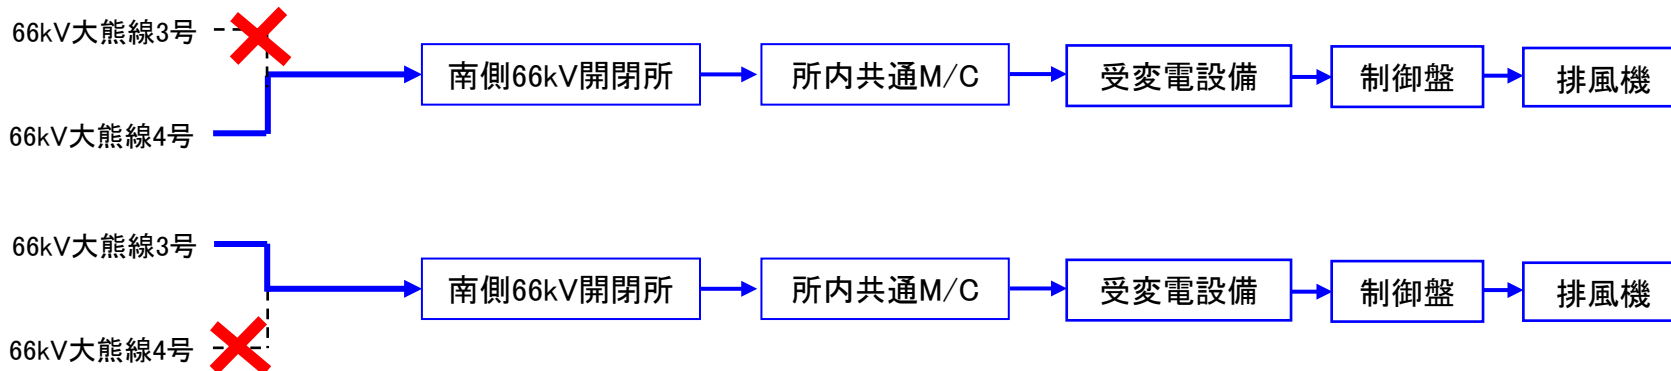 66kV大熊線3号
南側66kV開閉所
所内共通M/C
受変電設備
制御盤
排風機
66kV大熊線4号
66kV大熊線3号
南側66kV開閉所
所内共通M/C
受変電設備
制御盤
排風機
66kV大熊線4号